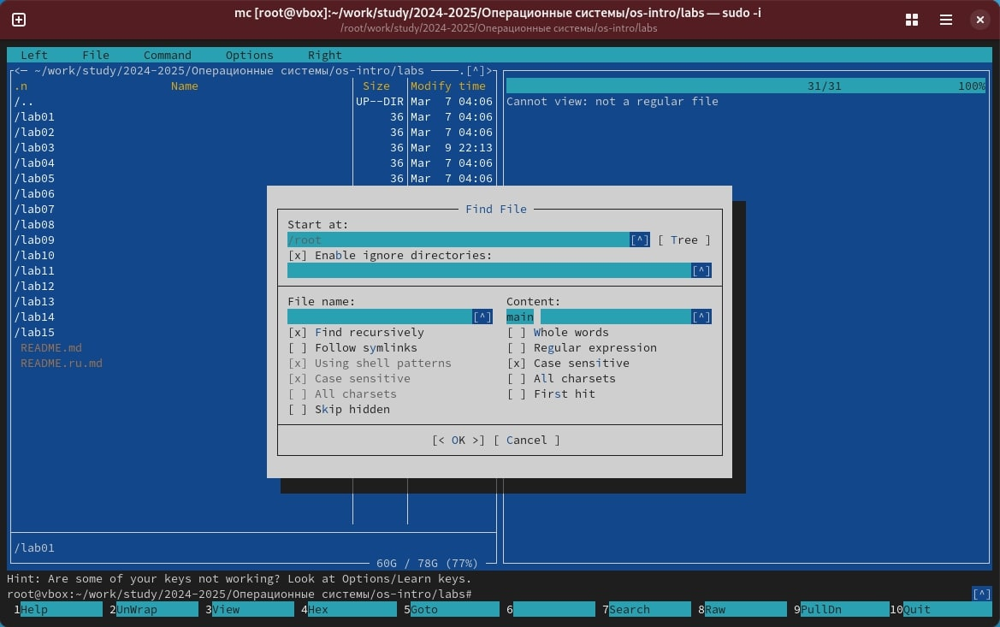 mc [root@vbox]:~/work/study/2024-2025/Операционные системы/os-intro/labs — sudo -i
/root/work/study/2024-2025/Операционные системы/os-intro/labs
Left File Command Options Right
<─ ~/work/study/2024-2025/Операционные системы/os-intro/labs ────.[^]>
.n Name Size Modify time
31/31 100%
/.. UP--DIR Mar 7 04:06
Cannot view: not a regular file
/lab01 36 Mar 7 04:06
/lab02 36 Mar 7 04:06
/lab03 36 Mar 9 22:13
/lab04 36 Mar 7 04:06
/lab05 36 Mar 7 04:06
/lab06
/lab07
/lab08
/lab09
/lab10
/lab11
/lab12
/lab13
/lab14
/lab15
README.md
README.ru.md
Find File
Start at:
/root [^] [ Tree ]
[x] Enable ignore directories:
[^]
File name:
[^]
[x] Find recursively
[ ] Follow symlinks
[x] Using shell patterns
[x] Case sensitive
[ ] All charsets
[ ] Skip hidden
Content:
main [^]
[ ] Whole words
[ ] Regular expression
[x] Case sensitive
[ ] All charsets
[ ] First hit
[< OK >] [ Cancel ]
/lab01
60G / 78G (77%)
Hint: Are some of your keys not working? Look at Options/Learn keys.
root@vbox:~/work/study/2024-2025/Операционные системы/os-intro/labs# [^]
1Help 2UnWrap 3View 4Hex 5Goto 6 7Search 8Raw 9PullDn 10Quit